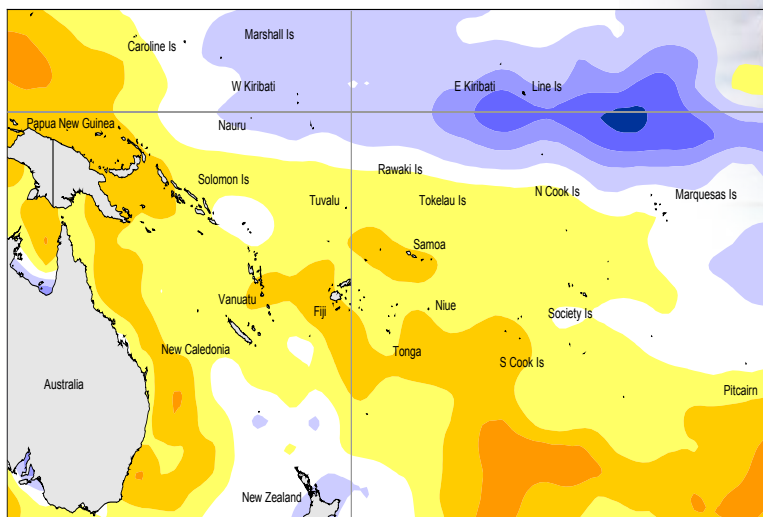 Marshall Is
Caroline Is
W Kiribati
E Kiribati
Line Is
Papua New Guinea
Nauru
Rawaki Is
Solomon Is
N Cook Is
Marquesas Is
Tuvalu
Tokelau Is
Samoa
Vanuatu
Fiji
Niue
Society Is
New Caledonia
Tonga
S Cook Is
Australia
Pitcairn
New Zealand